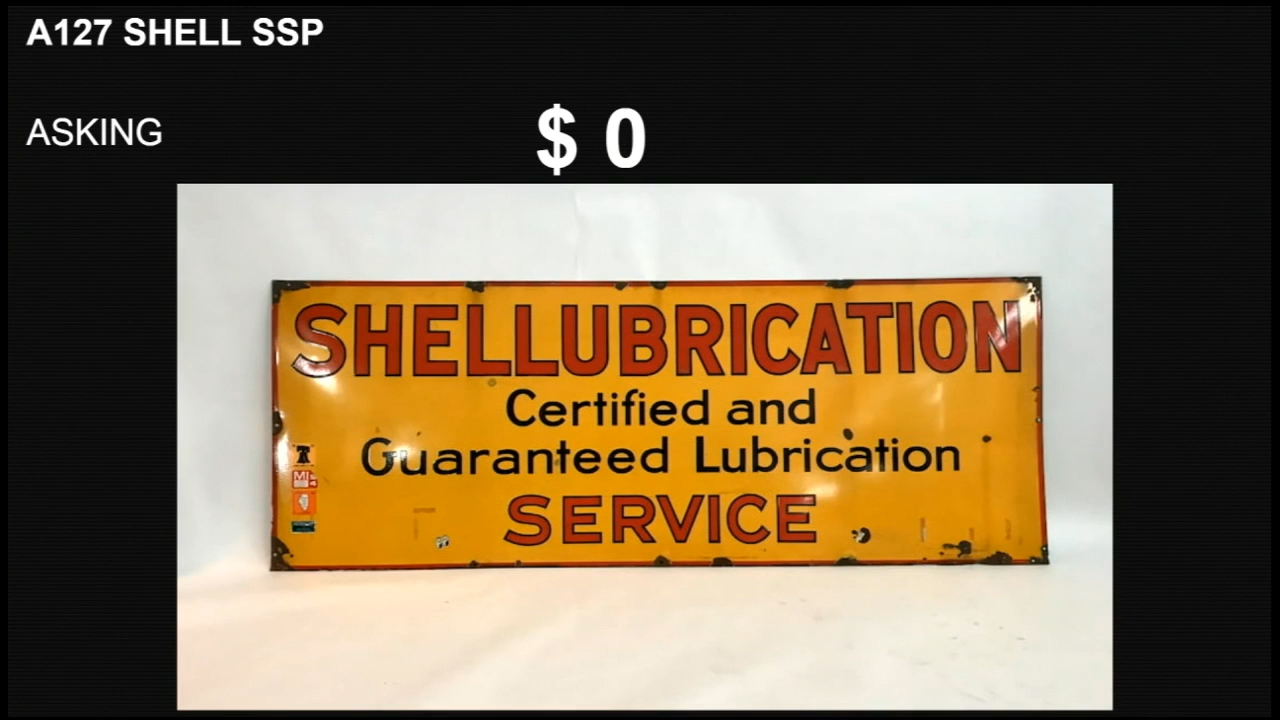 A127 SHELL SSP
ASKING
$ 0
SHELLUBRICATION
Certified and
Guaranteed Lubrication
SERVICE